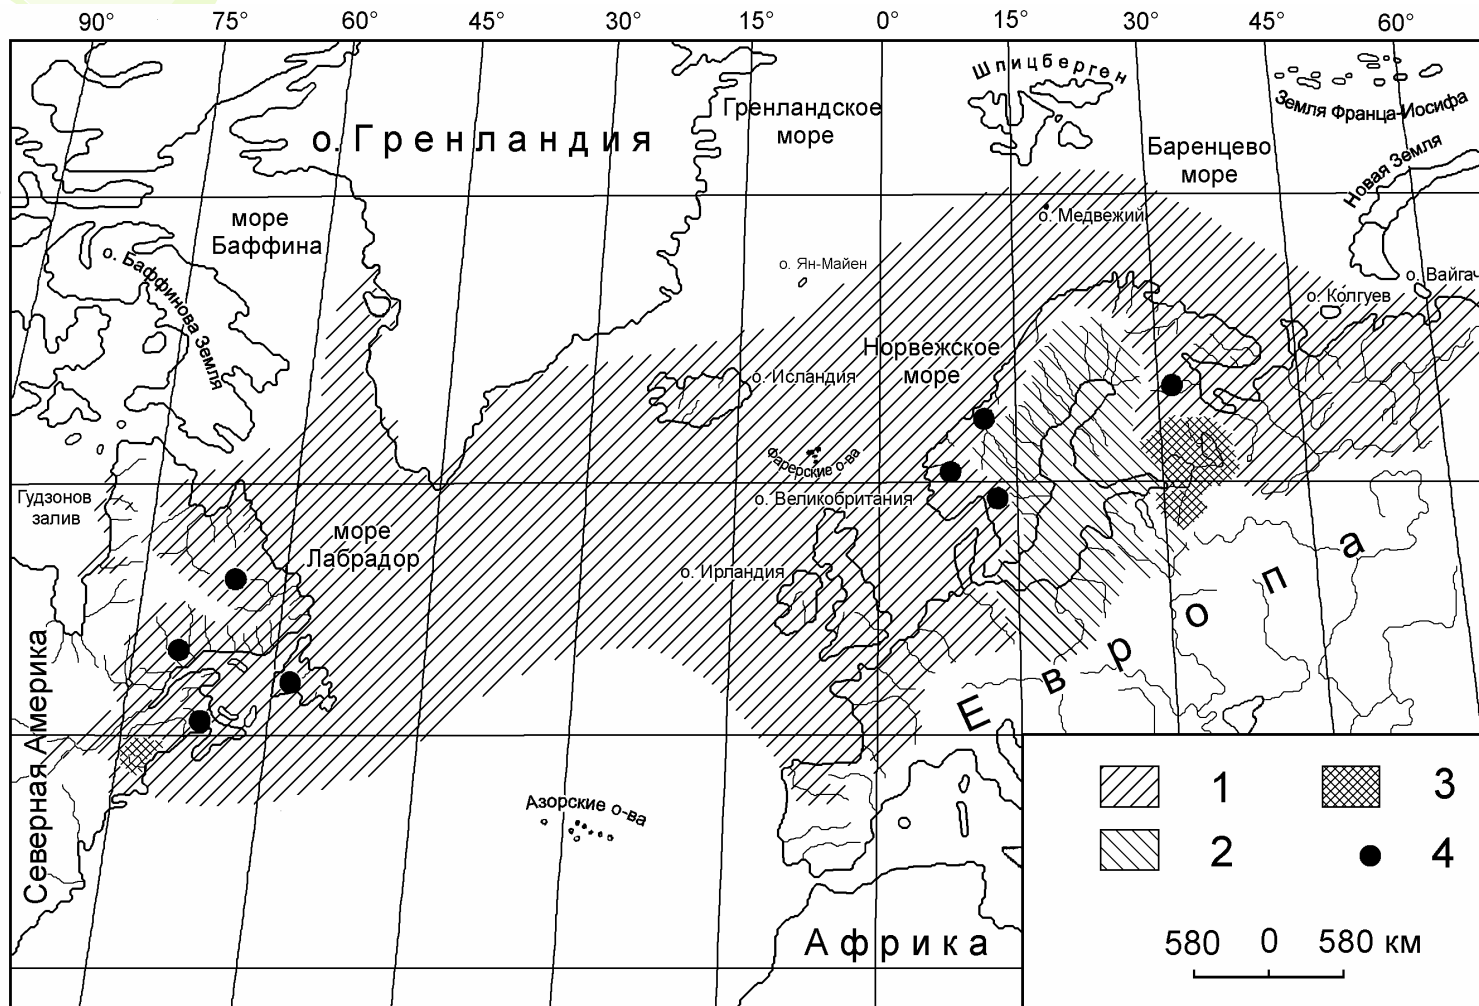 90° 75° 60° 45° 30° 15° 0° 15° 30° 45° 60°
Шпицберген
Земля Франца-Иосифа
Гренландское
море
о. Гренландия
Баренцево
море
Новая Земля
море
Баффина
о. Медвежий
о. Баффинова Земля
о. Ян-Майен
о. Вайгач
о. Колгуев
Норвежское
море
о. Исландия
Фарерские о-ва
Гудзонов
залив
о. Великобритания
море
Лабрадор
о. Ирландия
Европа
Северная Америка
Азорские о-ва
Африка
1 3
2 4
580 0 580 км